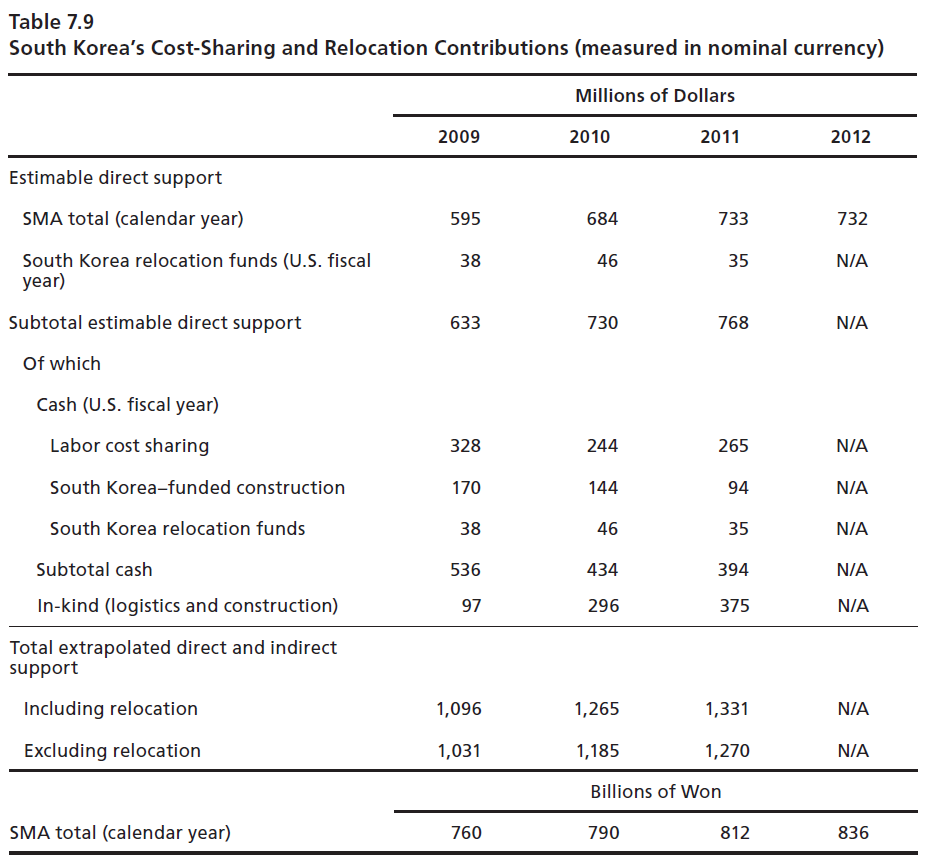 Table 7.9
South Korea's Cost-Sharing and Relocation Contributions (measured in nominal currency)
Millions of Dollars
2009 2010 2011 2012
Estimable direct support
SMA total (calendar year) 595 684 733 732
South Korea relocation funds (U.S. fiscal 38 46 35 N/A
year)
Subtotal estimable direct support 633 730 768 N/A
Of which
Cash (U.S. fiscal year)
Labor cost sharing 328 244 265 N/A
South Korea–funded construction 170 144 94 N/A
South Korea relocation funds 38 46 35 N/A
Subtotal cash 536 434 394 N/A
In-kind (logistics and construction) 97 296 375 N/A
Total extrapolated direct and indirect
support
Including relocation 1,096 1,265 1,331 N/A
Excluding relocation 1,031 1,185 1,270 N/A
Billions of Won
SMA total (calendar year) 760 790 812 836